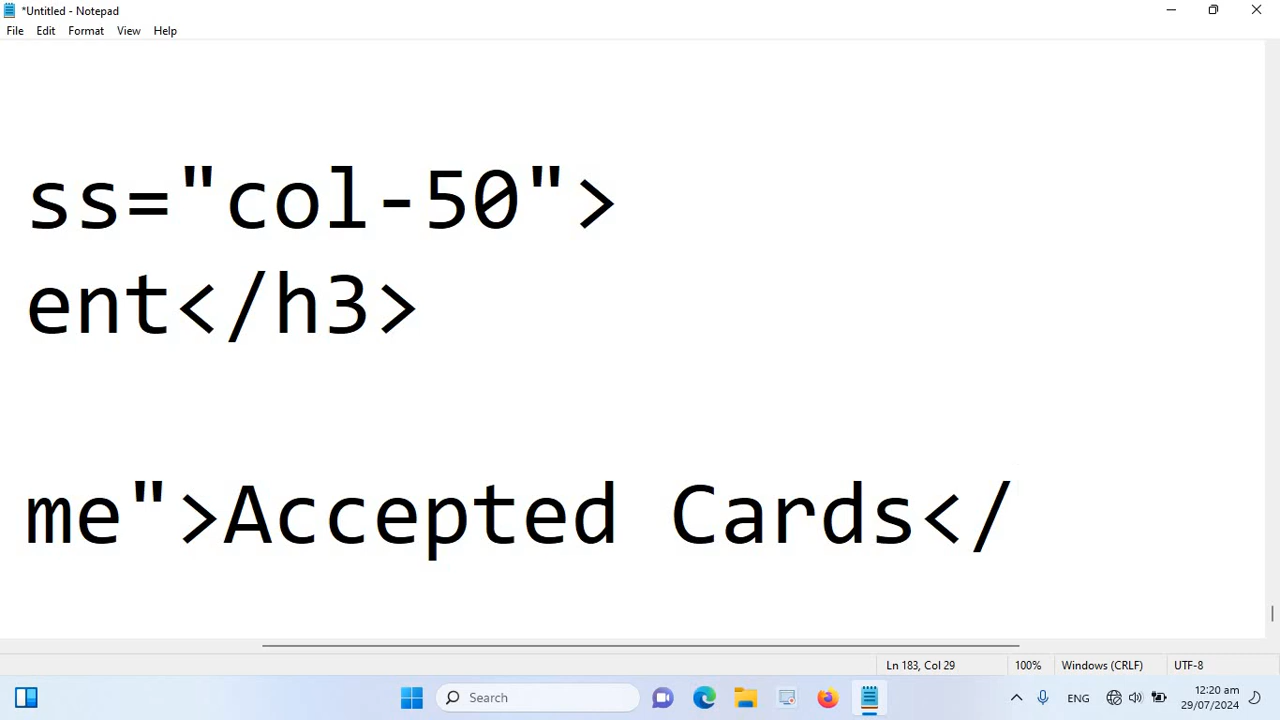 *Untitled - Notepad
File Edit Format View Help
ss="col-50">
ent</h3>
me">Accepted Cards</
Ln 183, Col 29 100% Windows (CRLF) UTF-8
Search ENG 12:20 am
29/07/2024